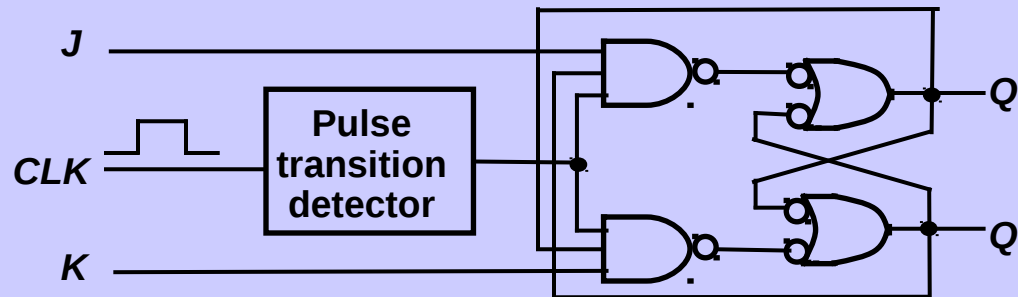 J
Pulse
transition
detector
CLK
K
Q
Q